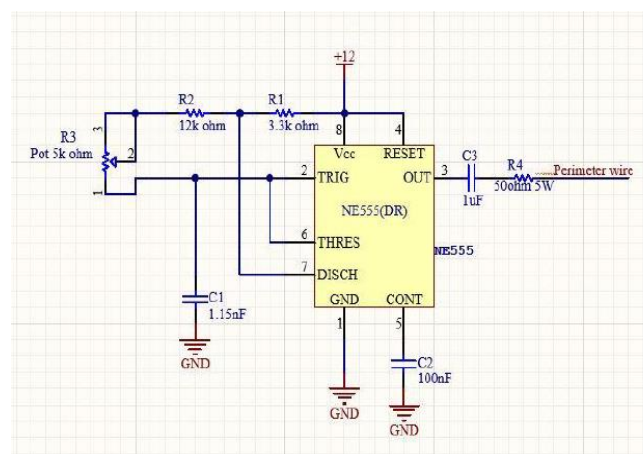 +12
R2
12k ohm
R1
3.3k ohm
R3
Pot 5k ohm
3
2
1
8
4
Vcc
RESET
2
TRIG
OUT
3
C3
1uF
R4
50ohm 5W
Perimeter wire
NE555(DR)
6
THRES
NE555
7
DISCH
C1
1.15nF
GND
GND
CONT
1
5
C2
100nF
GND
GND